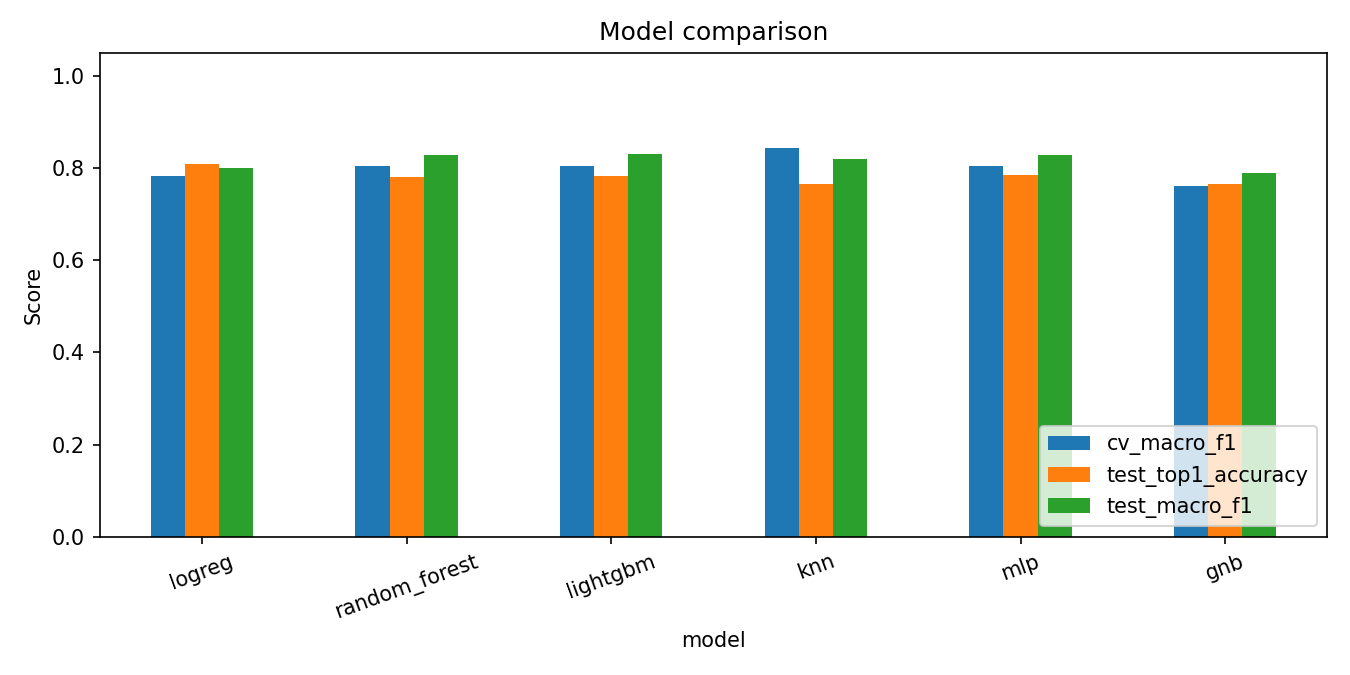 Model comparison
1.0
0.8
0.6
0.4
0.2
0.0
Score
cv_macro_f1
test_top1_accuracy
test_macro_f1
logreg
random_forest
lightgbm
knn
mlp
gnb
model